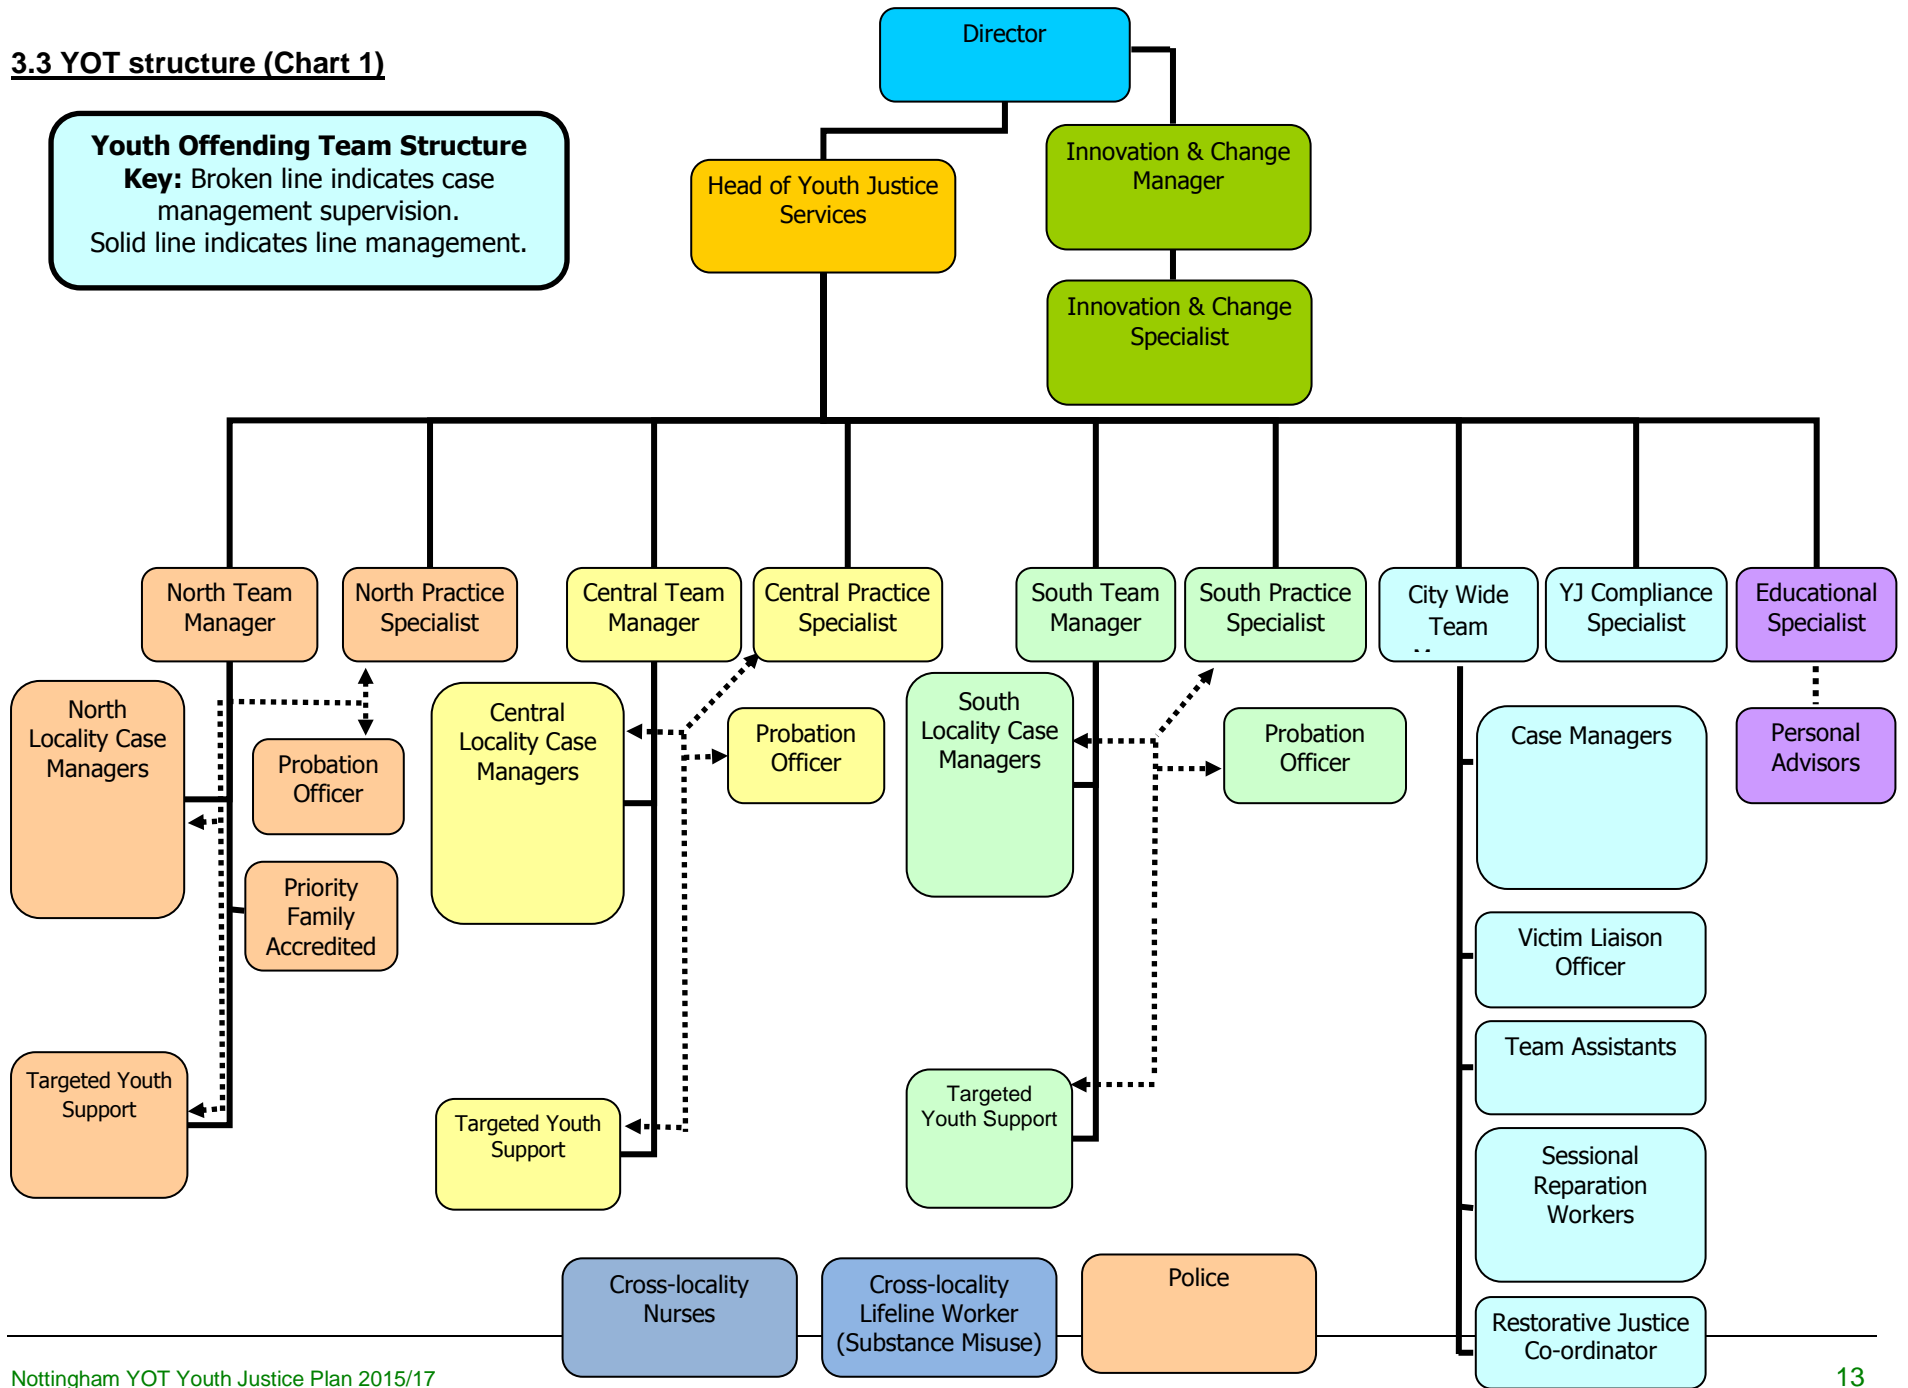 3.3 YOT structure (Chart 1)
Youth Offending Team Structure
Key: Broken line indicates case
management supervision.
Solid line indicates line management.
Director
Head of Youth Justice
Services
Innovation & Change
Manager
Innovation & Change
Specialist
North Team
Manager
North Practice
Specialist
Central Team
Manager
Central Practice
Specialist
South Team
Manager
South Practice
Specialist
City Wide
Team
YJ Compliance
Specialist
Educational
Specialist
North
Locality Case
Managers
Probation
Officer
Priority
Family
Accredited
Targeted Youth
Support
Central
Locality Case
Managers
Probation
Officer
Targeted Youth
Support
South
Locality Case
Managers
Probation
Officer
Targeted
Youth Support
Case Managers
Victim Liaison
Officer
Team Assistants
Sessional
Reparation
Workers
Restorative Justice
Co-ordinator
Personal
Advisors
Cross-locality
Nurses
Cross-locality
Lifeline Worker
(Substance Misuse)
Police
Nottingham YOT Youth Justice Plan 2015/17
13